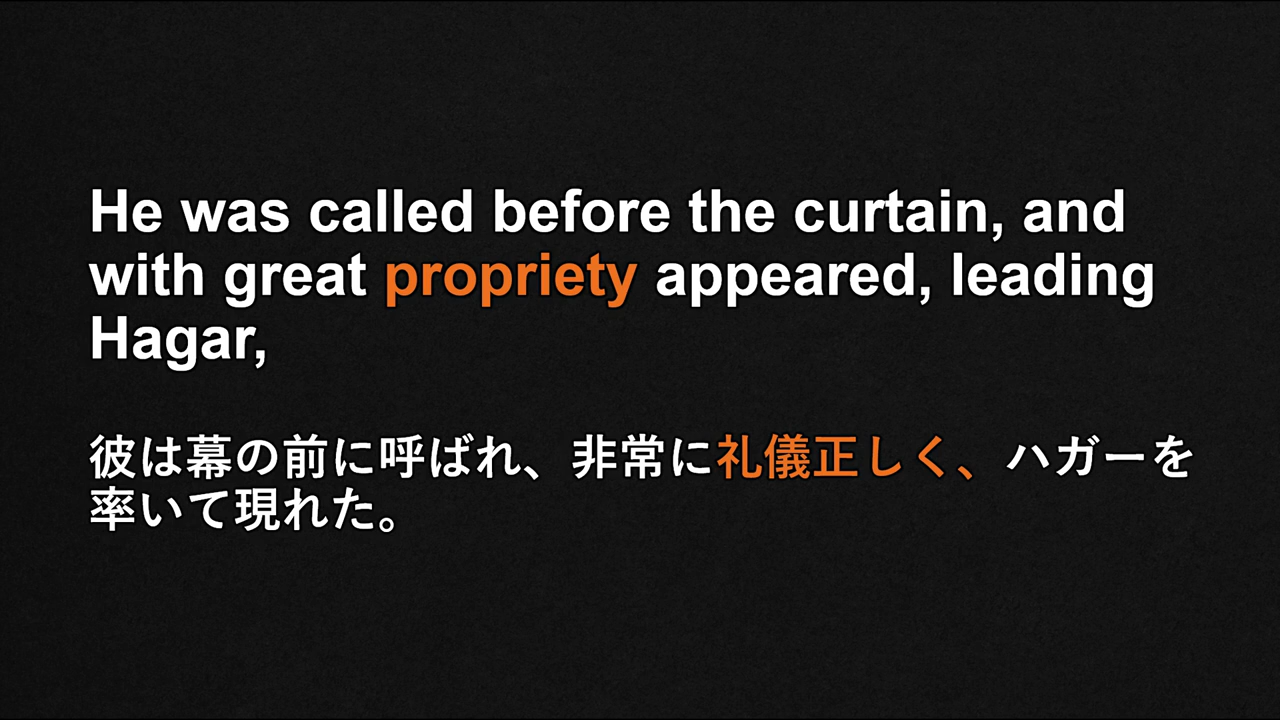 He was called before the curtain, and
with great propriety appeared, leading
Hagar,
彼は幕の前に呼ばれ、非常に礼儀正しく、ハガーを
率いて現れた。